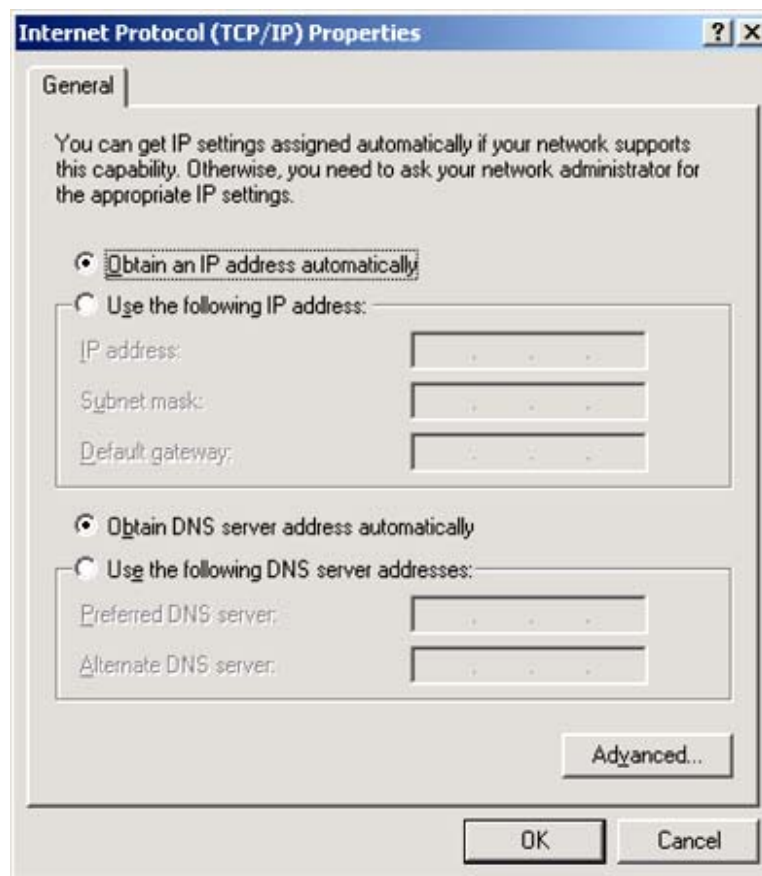 Internet Protocol (TCP/IP) Properties
General
You can get IP settings assigned automatically if your network supports
this capability. Otherwise, you need to ask your network administrator for
the appropriate IP settings.
Obtain an IP address automatically
Use the following IP address:
IP address:
Subnet mask:
Default gateway:
Obtain DNS server address automatically
Use the following DNS server addresses:
Preferred DNS server:
Alternate DNS server:
Advanced...
OK
Cancel